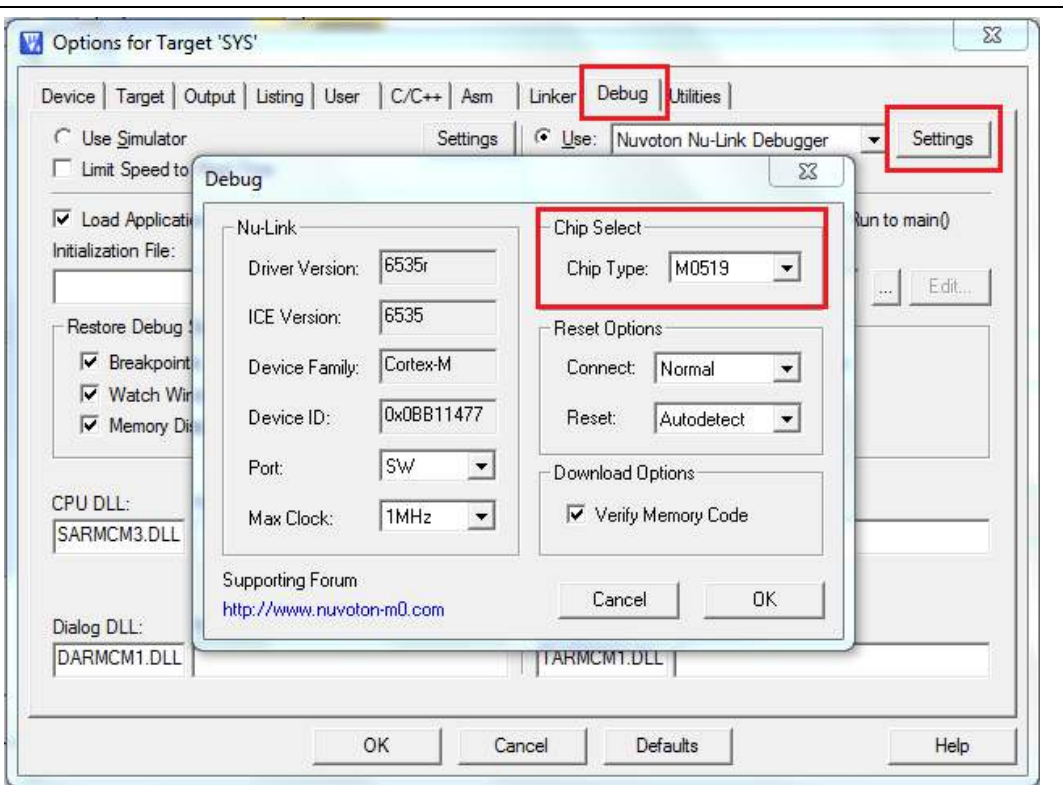 Options for Target 'SYS'
Device Target Output Listing User C/C++ Asm Linker Debug Utilities
Use Simulator Settings Use: Nuvoton Nu-Link Debugger Settings
Limit Speed to
Load Applicati Run to main()
Initialization File:
... Edit...
Restore Debug
Breakpoint
Watch Win
Memory Dis
CPU DLL:
SARMCM3.DLL
Dialog DLL:
DARMCM1.DLL TARMCM1.DLL
OK Cancel Defaults Help
Debug
Nu-Link
Driver Version: 6535r
ICE Version: 6535
Device Family: Cortex-M
Device ID: 0x0BB11477
Port: SW
Max Clock: 1MHz
Chip Select
Chip Type: M0519
Reset Options
Connect: Normal
Reset: Autodetect
Download Options
Verify Memory Code
Supporting Forum
http://www.nuvoton-m0.com
Cancel OK